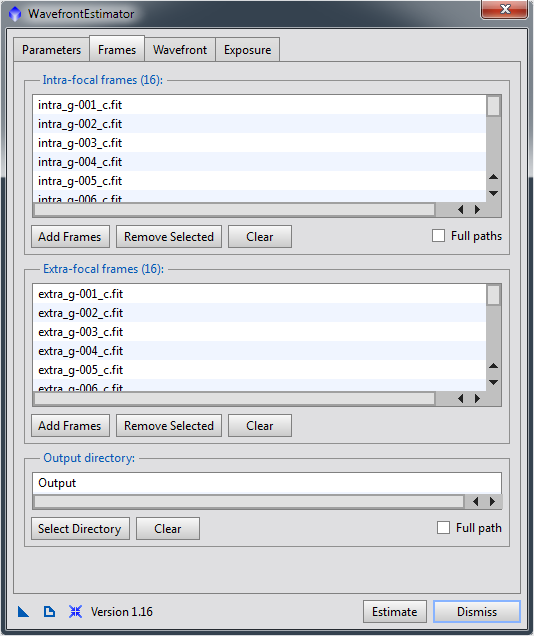 WavefrontEstimator
Parameters Frames Wavefront Exposure
Intra-focal frames (16):
intra_g-001_c.fit
intra_g-002_c.fit
intra_g-003_c.fit
intra_g-004_c.fit
intra_g-005_c.fit
intra_g-006_c.fit
Add Frames Remove Selected Clear Full paths
Extra-focal frames (16):
extra_g-001_c.fit
extra_g-002_c.fit
extra_g-003_c.fit
extra_g-004_c.fit
extra_g-005_c.fit
extra_g-006_c.fit
Add Frames Remove Selected Clear
Output directory:
Output
Select Directory Clear Full path
Version 1.16 Estimate Dismiss